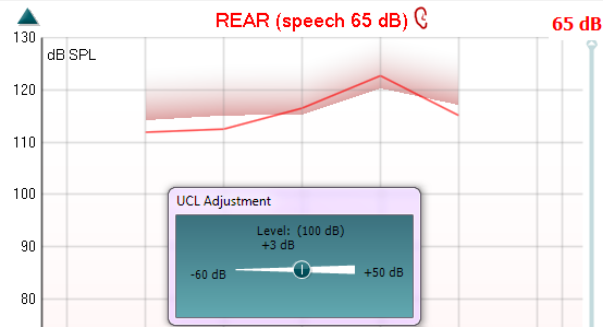 REAR (speech 65 dB)
65 dB
130
dB SPL
120
110
100
90
80
UCL Adjustment
Level: (100 dB)
+3 dB
-60 dB
+50 dB